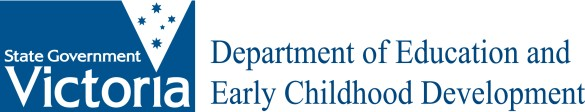 State Government
Victoria
Department of Education and
Early Childhood Development